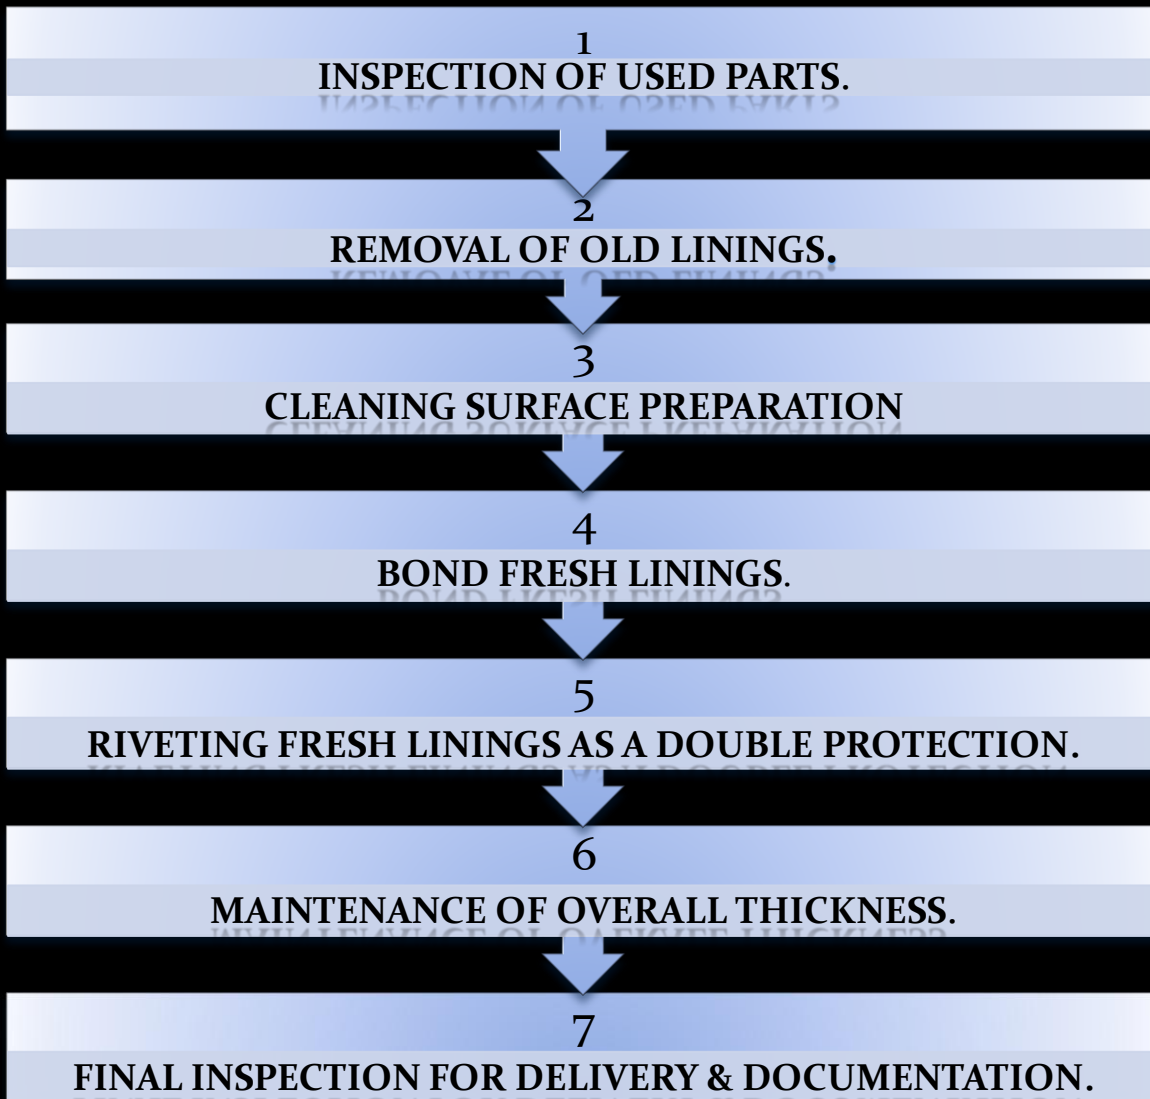 1
INSPECTION OF USED PARTS.
2
REMOVAL OF OLD LININGS.
3
CLEANING SURFACE PREPARATION
4
BOND FRESH LININGS.
5
RIVETING FRESH LININGS AS A DOUBLE PROTECTION.
6
MAINTENANCE OF OVERALL THICKNESS.
7
FINAL INSPECTION FOR DELIVERY & DOCUMENTATION.